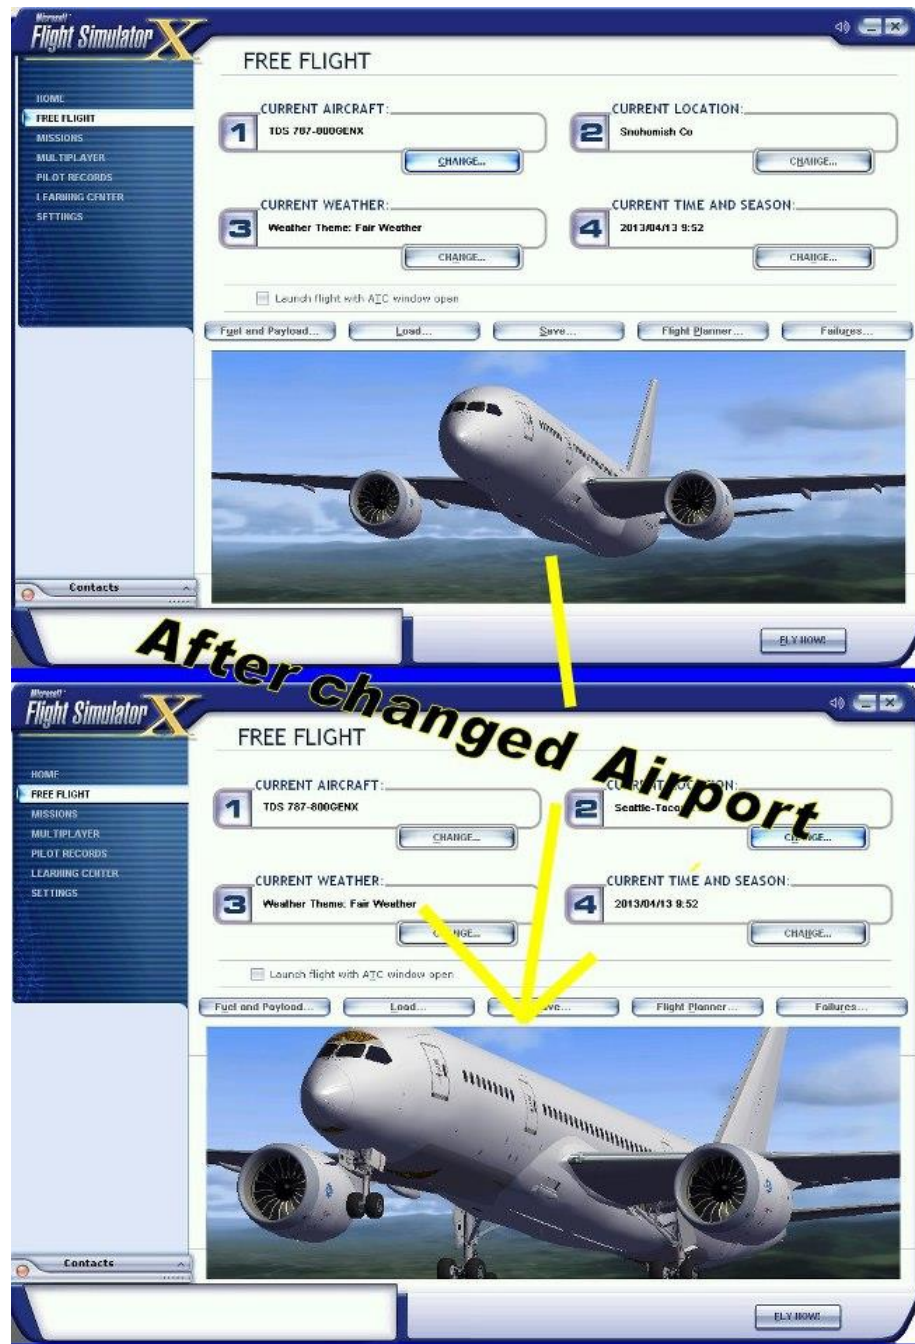 Microsoft
Flight Simulator X
FREE FLIGHT
HOME
FREE FLIGHT
MISSIONS
MULTIPLAYER
PILOT RECORDS
LEARNING CENTER
SETTINGS
CURRENT AIRCRAFT:
1
TDS 787-800GENX
CHANGE...
CURRENT LOCATION:
2
Snohomish Co
CHANGE...
CURRENT WEATHER:
3
Weather Theme: Fair Weather
CHANGE...
CURRENT TIME AND SEASON:
4
2013/04/13 9:52
CHANGE...
Launch flight with ATC window open
Fuel and Payload... Load... Save... Flight Planner... Failures...
Contacts
FLY NOW!
After changed Airport
Microsoft
Flight Simulator X
FREE FLIGHT
HOME
FREE FLIGHT
MISSIONS
MULTIPLAYER
PILOT RECORDS
LEARNING CENTER
SETTINGS
CURRENT AIRCRAFT:
1
TDS 787-800GENX
CHANGE...
CURRENT LOCATION:
2
CHANGE...
CURRENT WEATHER:
3
Weather Theme: Fair Weather
CHANGE...
CURRENT TIME AND SEASON:
4
2013/04/13 9:52
CHANGE...
Launch flight with ATC window open
Fuel and Payload... Load... Save... Flight Planner... Failures...
Contacts
FLY NOW!